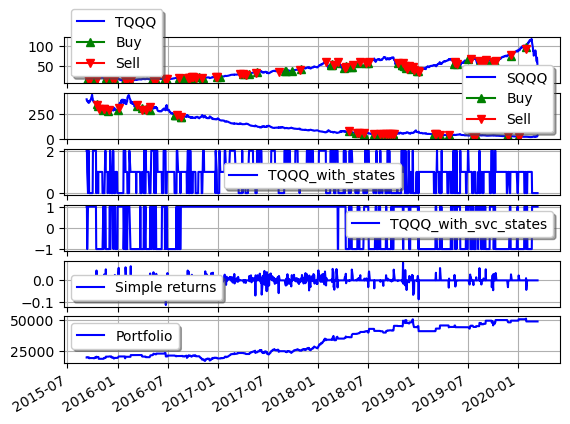 TQQQ
Buy
Sell
100
50
SQQQ
Buy
Sell
250
0
2
0
TQQQ_with_states
1
−1
TQQQ_with_svc_states
0.0
−0.1
Simple returns
50000
25000
Portfolio
2015-07
2016-01
2016-07
2017-01
2017-07
2018-01
2018-07
2019-01
2019-07
2020-01